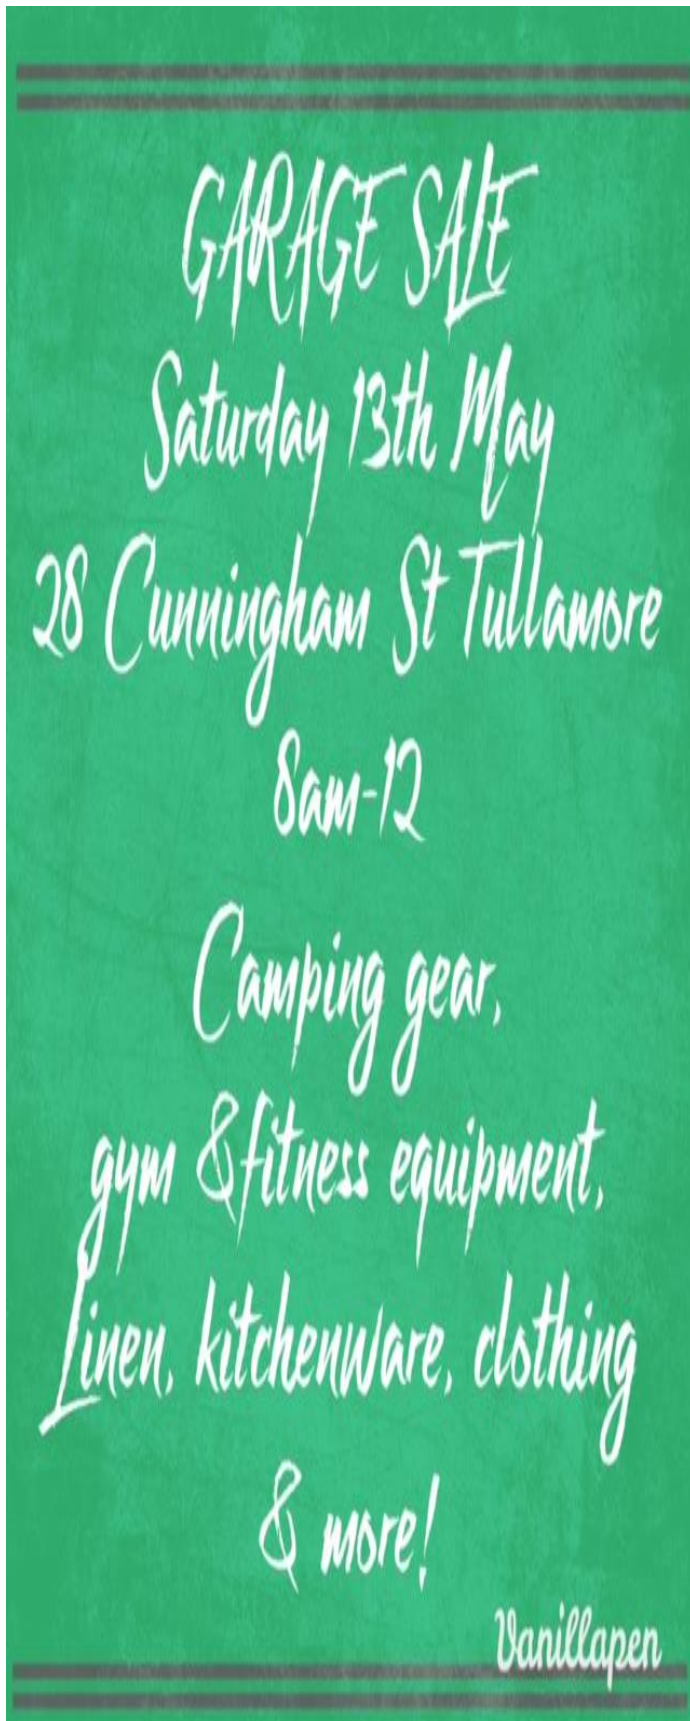 GARAGE SALE
Saturday 13th May
28 Cunningham St Tullamore
8am-12
Camping gear,
gym &fitness equipment,
Linen, kitchenware, clothing
& more!
Vanillapen